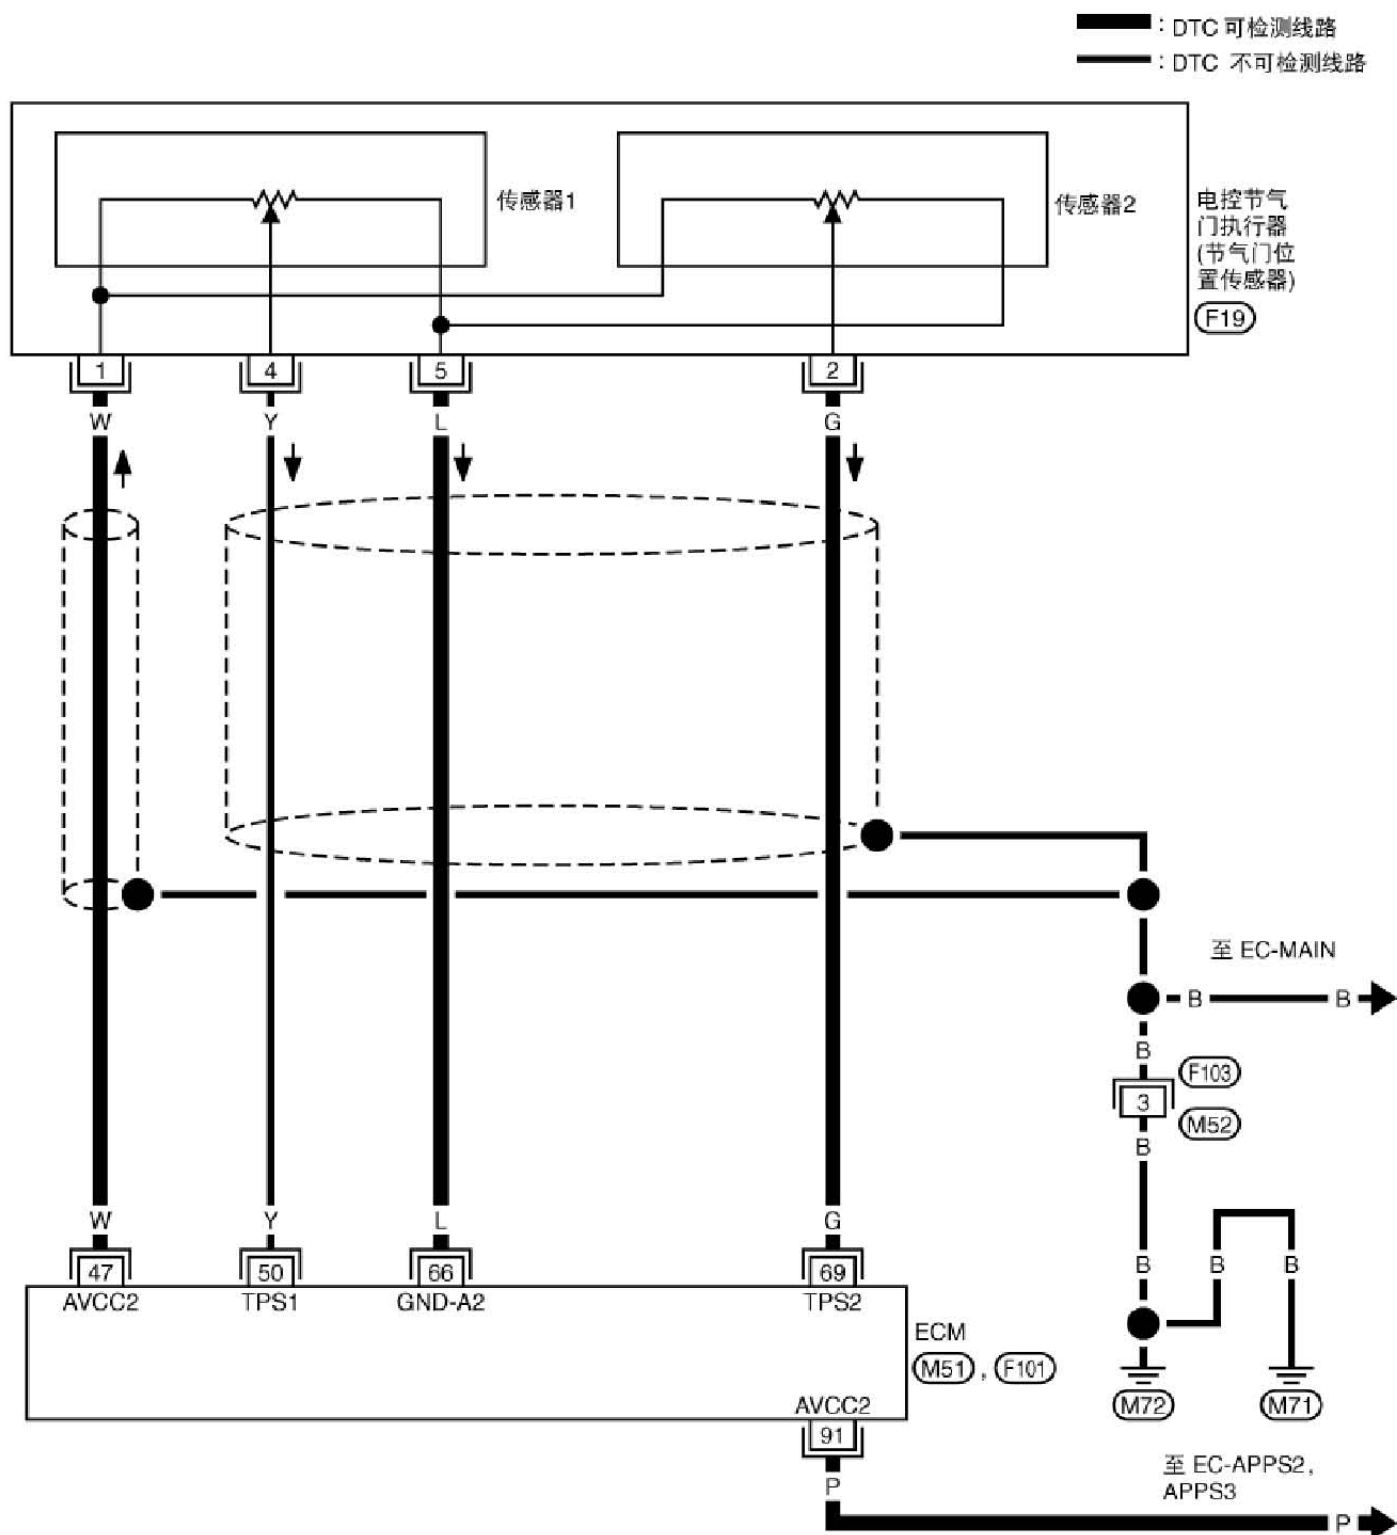 : DTC 可检测线路
: DTC 不可检测线路
传感器1
传感器2
电控节气
门执行器
(节气门位
置传感器)
F19
1 4 5 2
W Y L G
至 EC-MAIN
B B
B
F103
3
M52
B
W Y L G
47 50 66 69
B B B
AVCC2 TPS1 GND-A2 TPS2
ECM
M51 , F101
AVCC2
M72 M71
91
至 EC-APPS2,
APPS3
P
P